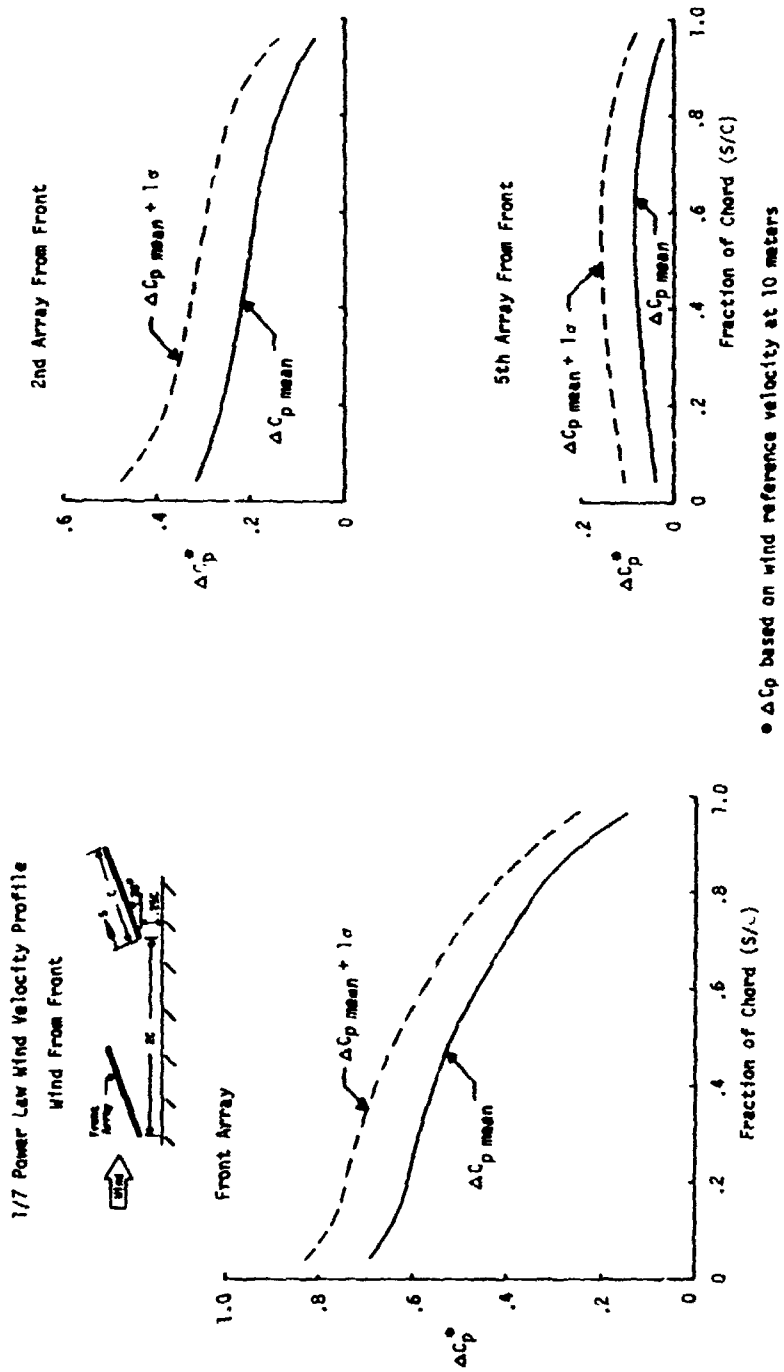 1/7 Power Law Wind Velocity Profile
Wind From Front
Wind
Front
Array
2C
S
C
Front Array
ΔCp*
1.0
.8
.6
.4
.2
0
ΔCp mean + 1σ
ΔCp mean
0
.2
.4
.6
.8
1.0
Fraction of Chord
2nd Array From Front
ΔCp*
.6
.4
.2
0
ΔCp mean + 1σ
ΔCp mean
5th Array From Front
ΔCp*
.2
0
ΔCp mean + 1σ
ΔCp mean
0
.2
.4
.6
.8
1.0
Fraction of Chord (S/C)
* ΔCp based on wind reference velocity at 10 meters